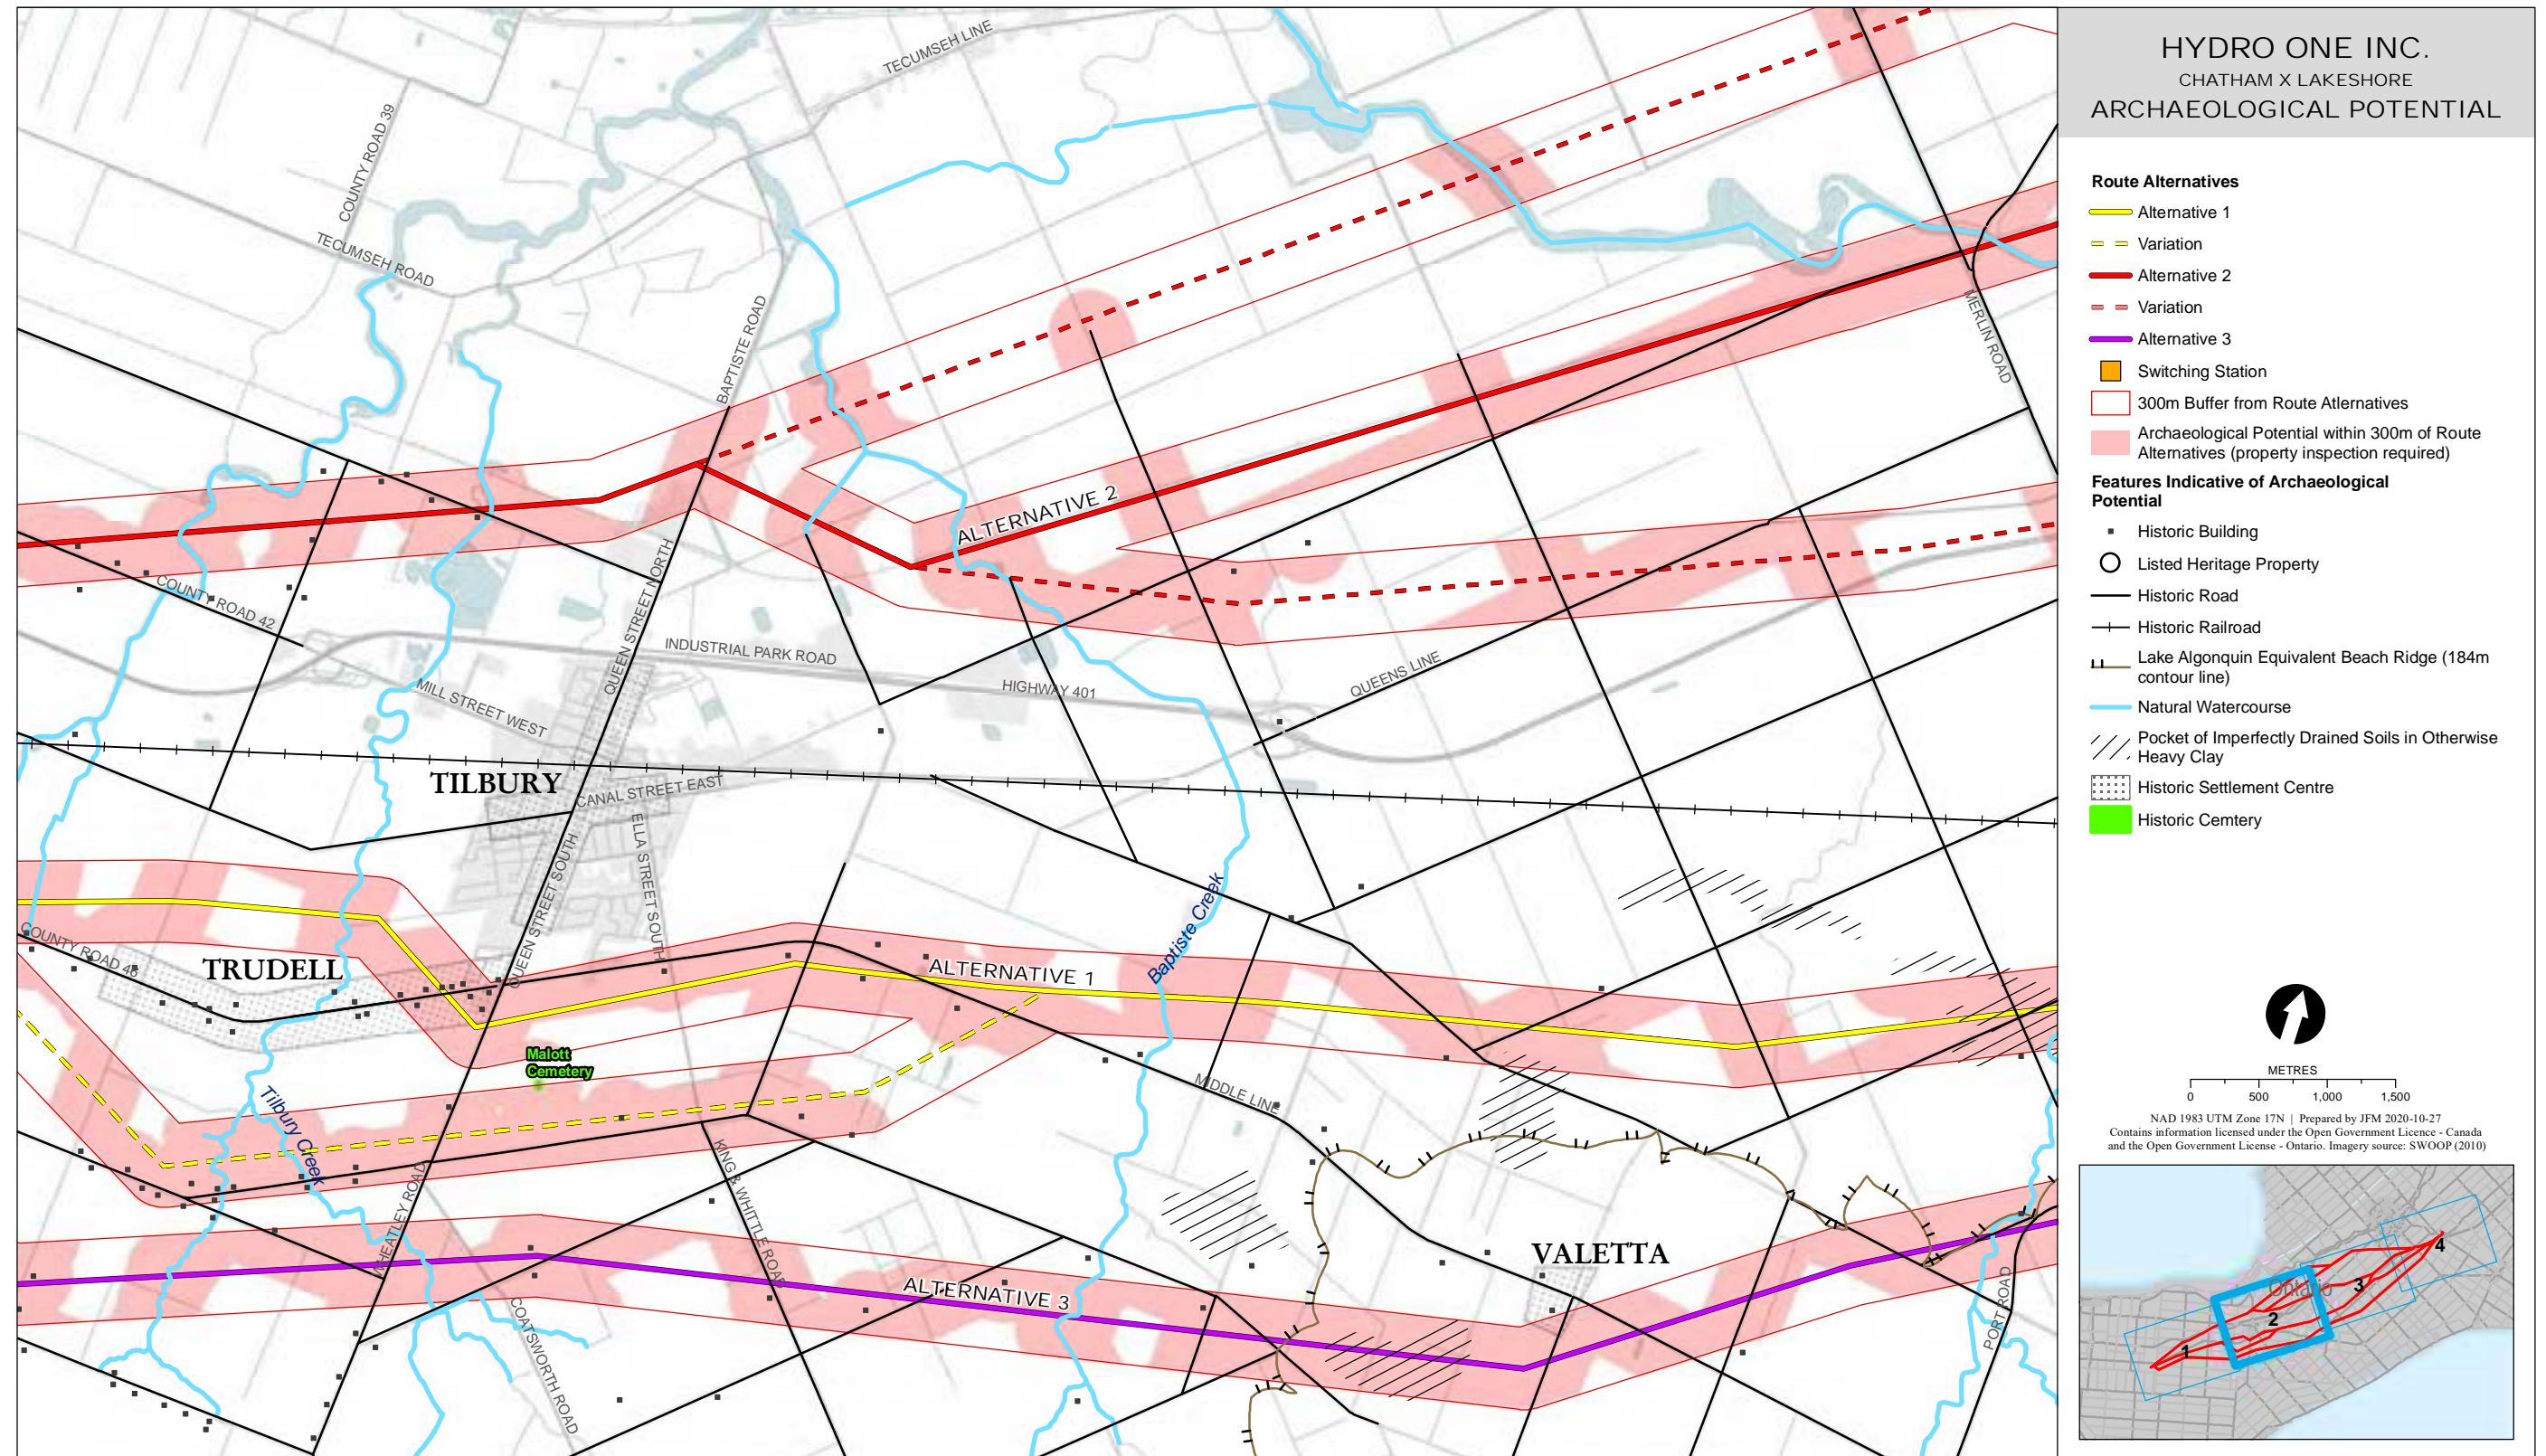 HYDRO ONE INC.
CHATHAM X LAKESHORE
ARCHAEOLOGICAL POTENTIAL
Route Alternatives
Alternative 1
Variation
Alternative 2
Variation
Alternative 3
Switching Station
300m Buffer from Route Atlernatives
Archaeological Potential within 300m of Route
Alternatives (property inspection required)
Features Indicative of Archaeological
Potential
Historic Building
Listed Heritage Property
Historic Road
Historic Railroad
Lake Algonquin Equivalent Beach Ridge (184m
contour line)
Natural Watercourse
Pocket of Imperfectly Drained Soils in Otherwise
Heavy Clay
Historic Settlement Centre
Historic Cemtery
METRES
0 500 1,000 1,500
NAD 1983 UTM Zone 17N | Prepared by JFM 2020-10-27
Contains information licensed under the Open Government Licence - Canada
and the Open Government License - Ontario. Imagery source: SWOOP (2010)
Ontario
1
2
3
4
TECUMSEH LINE
COUNTY ROAD 39
TECUMSEH ROAD
BAPTISTE ROAD
MERLIN ROAD
ALTERNATIVE 2
COUNTY ROAD 42
QUEEN STREET NORTH
INDUSTRIAL PARK ROAD
HIGHWAY 401
QUEENS LINE
MILL STREET WEST
TILBURY
CANAL STREET EAST
ELLA STREET SOUTH
QUEEN STREET SOUTH
COUNTY ROAD 46
TRUDELL
ALTERNATIVE 1
Baptiste Creek
Malott
Cemetery
Tilbury Creek
MIDDLE LINE
WHEATLEY ROAD
KING & WHITTLE ROAD
VALETTA
ALTERNATIVE 3
COATSWORTH ROAD
PORT ROAD